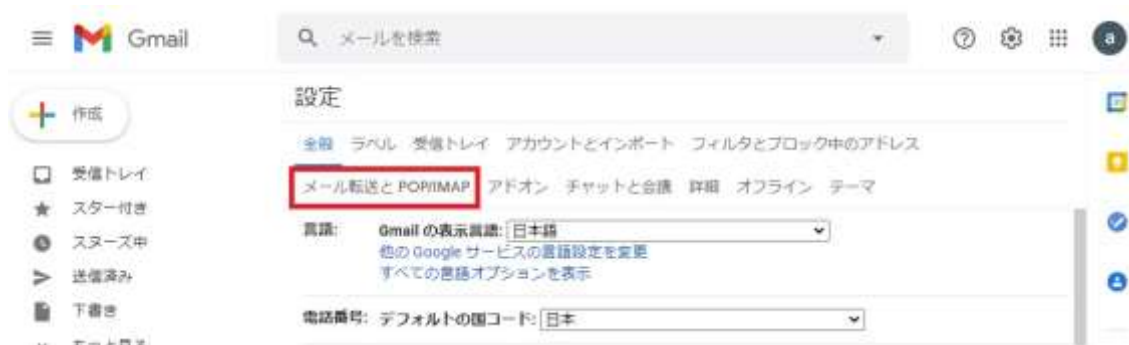 Gmail
メールを検索
a
作成
設定
全般 ラベル 受信トレイ アカウントとインポート フィルタとブロック中のアドレス
メール転送と POP/IMAP アドオン チャットと会議 詳細 オフライン テーマ
受信トレイ
スター付き
スヌーズ中
送信済み
下書き
言語: Gmail の表示言語: 日本語
他の Google サービスの言語設定を変更
すべての言語オプションを表示
電話番号: デフォルトの国コード: 日本